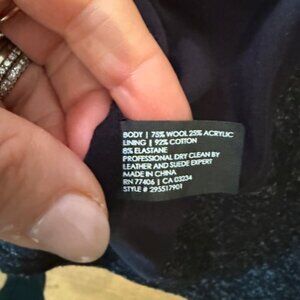 BODY | 75% WOOL 25% ACRYLIC
LINING | 92% COTTON
8% ELASTANE
PROFESSIONAL DRY CLEAN BY
LEATHER AND SUEDE EXPERT
MADE IN CHINA
RN 77406 | CA 03234
STYLE # 295517901